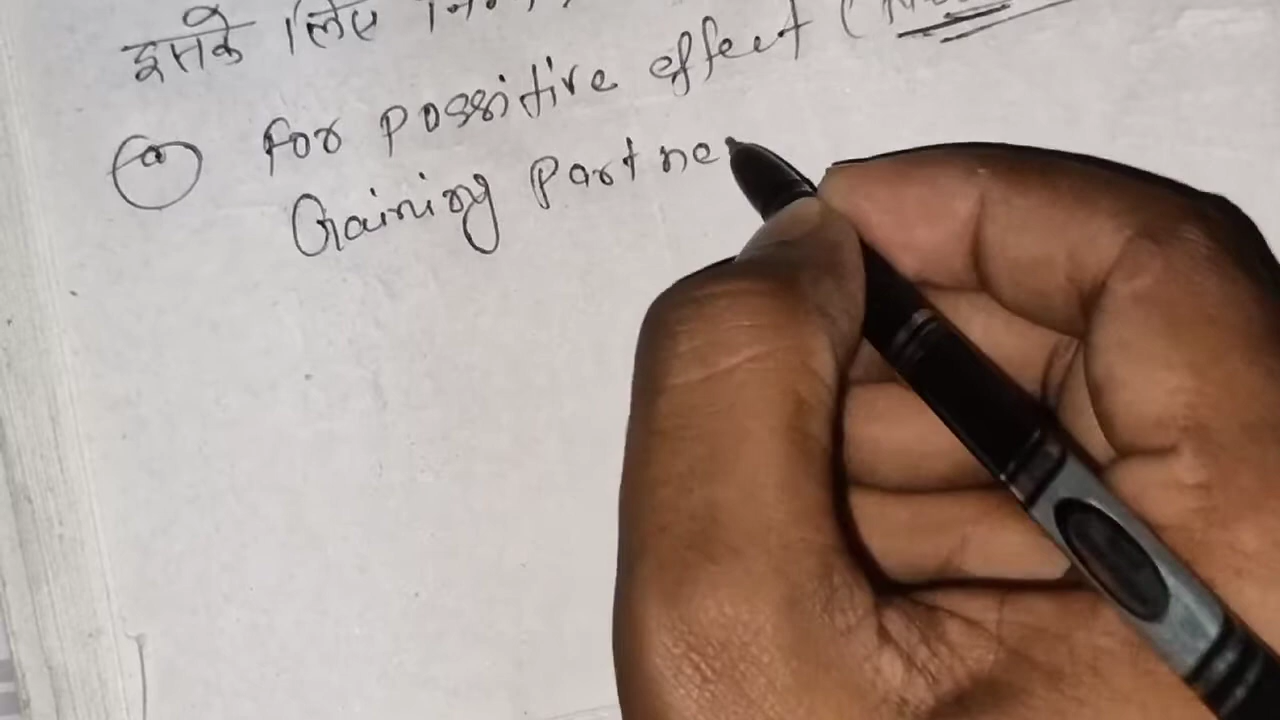 इसके लिए
(a) For possitive effect (
Gaining Partne